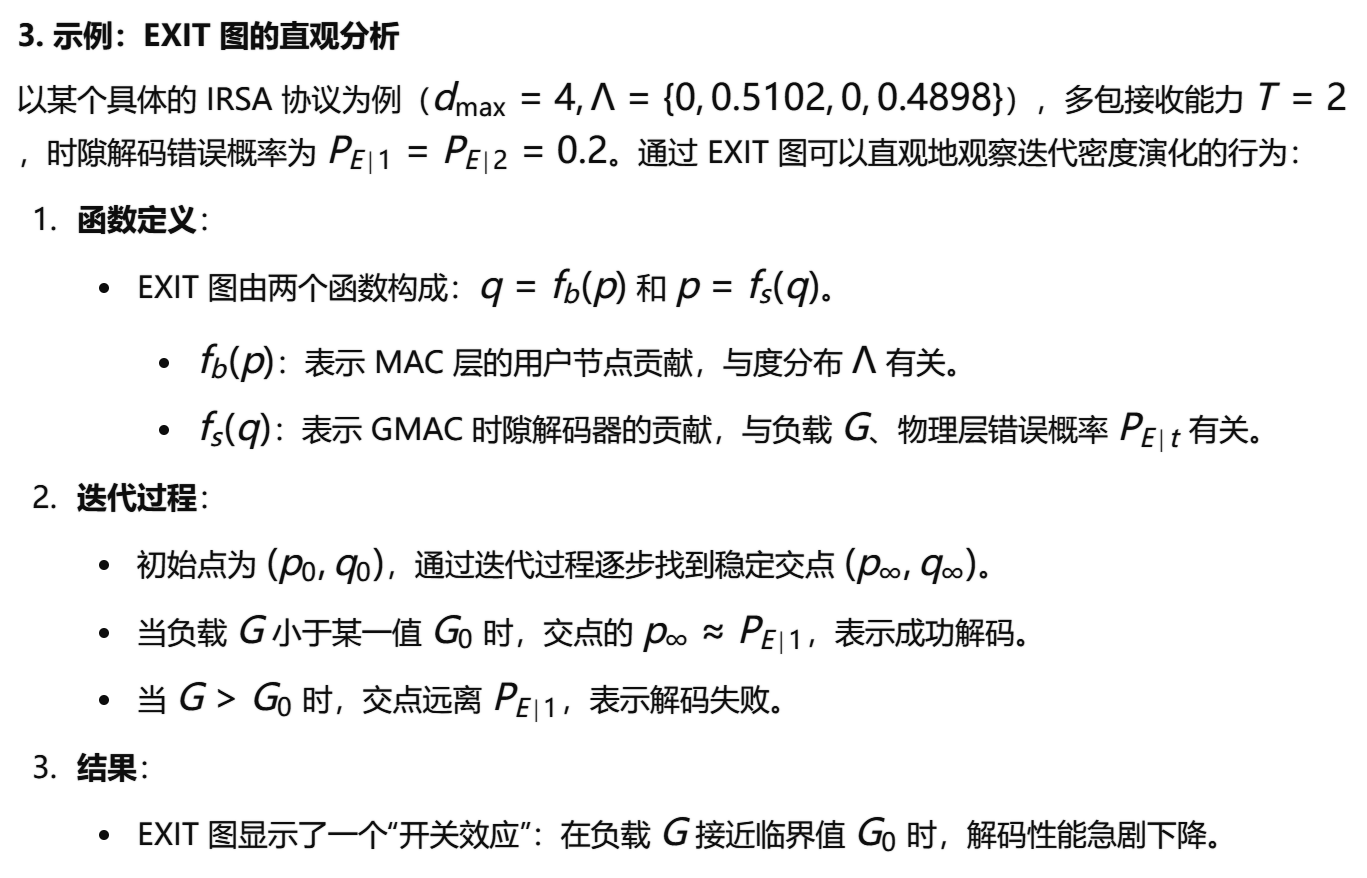 3. 示例：EXIT 图的直观分析
以某个具体的 IRSA 协议为例（d_max = 4, Λ = {0, 0.5102, 0, 0.4898}），多包接收能力 T = 2
，时隙解码错误概率为 P_{E|1} = P_{E|2} = 0.2。通过 EXIT 图可以直观地观察迭代密度演化的行为：
1. 函数定义：
• EXIT 图由两个函数构成：q = f_b(p) 和 p = f_s(q)。
• f_b(p)：表示 MAC 层的用户节点贡献，与度分布 Λ 有关。
• f_s(q)：表示 GMAC 时隙解码器的贡献，与负载 G、物理层错误概率 P_{E|t} 有关。
2. 迭代过程：
• 初始点为 (p_0, q_0)，通过迭代过程逐步找到稳定交点 (p_∞, q_∞)。
• 当负载 G 小于某一值 G_0 时，交点的 p_∞ ≈ P_{E|1}，表示成功解码。
• 当 G > G_0 时，交点远离 P_{E|1}，表示解码失败。
3. 结果：
• EXIT 图显示了一个“开关效应”：在负载 G 接近临界值 G_0 时，解码性能急剧下降。